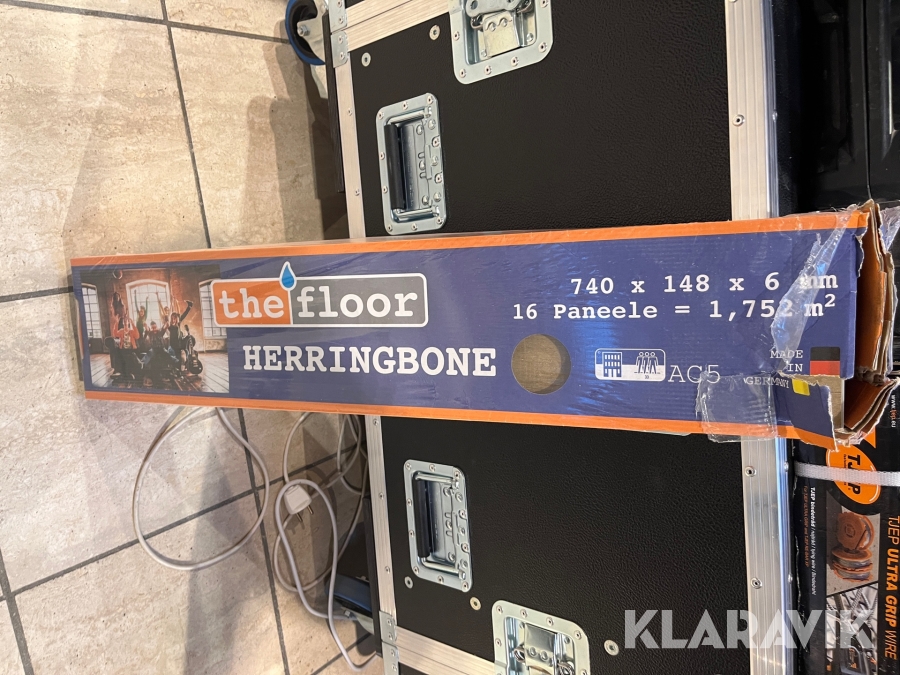 the floor
HERRINGBONE
740 x 148 x 6 mm
16 Paneele = 1,752 m²
AC5
MADE
IN
GERMANY
TJEP
TJEP ULTRA GRIP WIRE
KLARAVIK